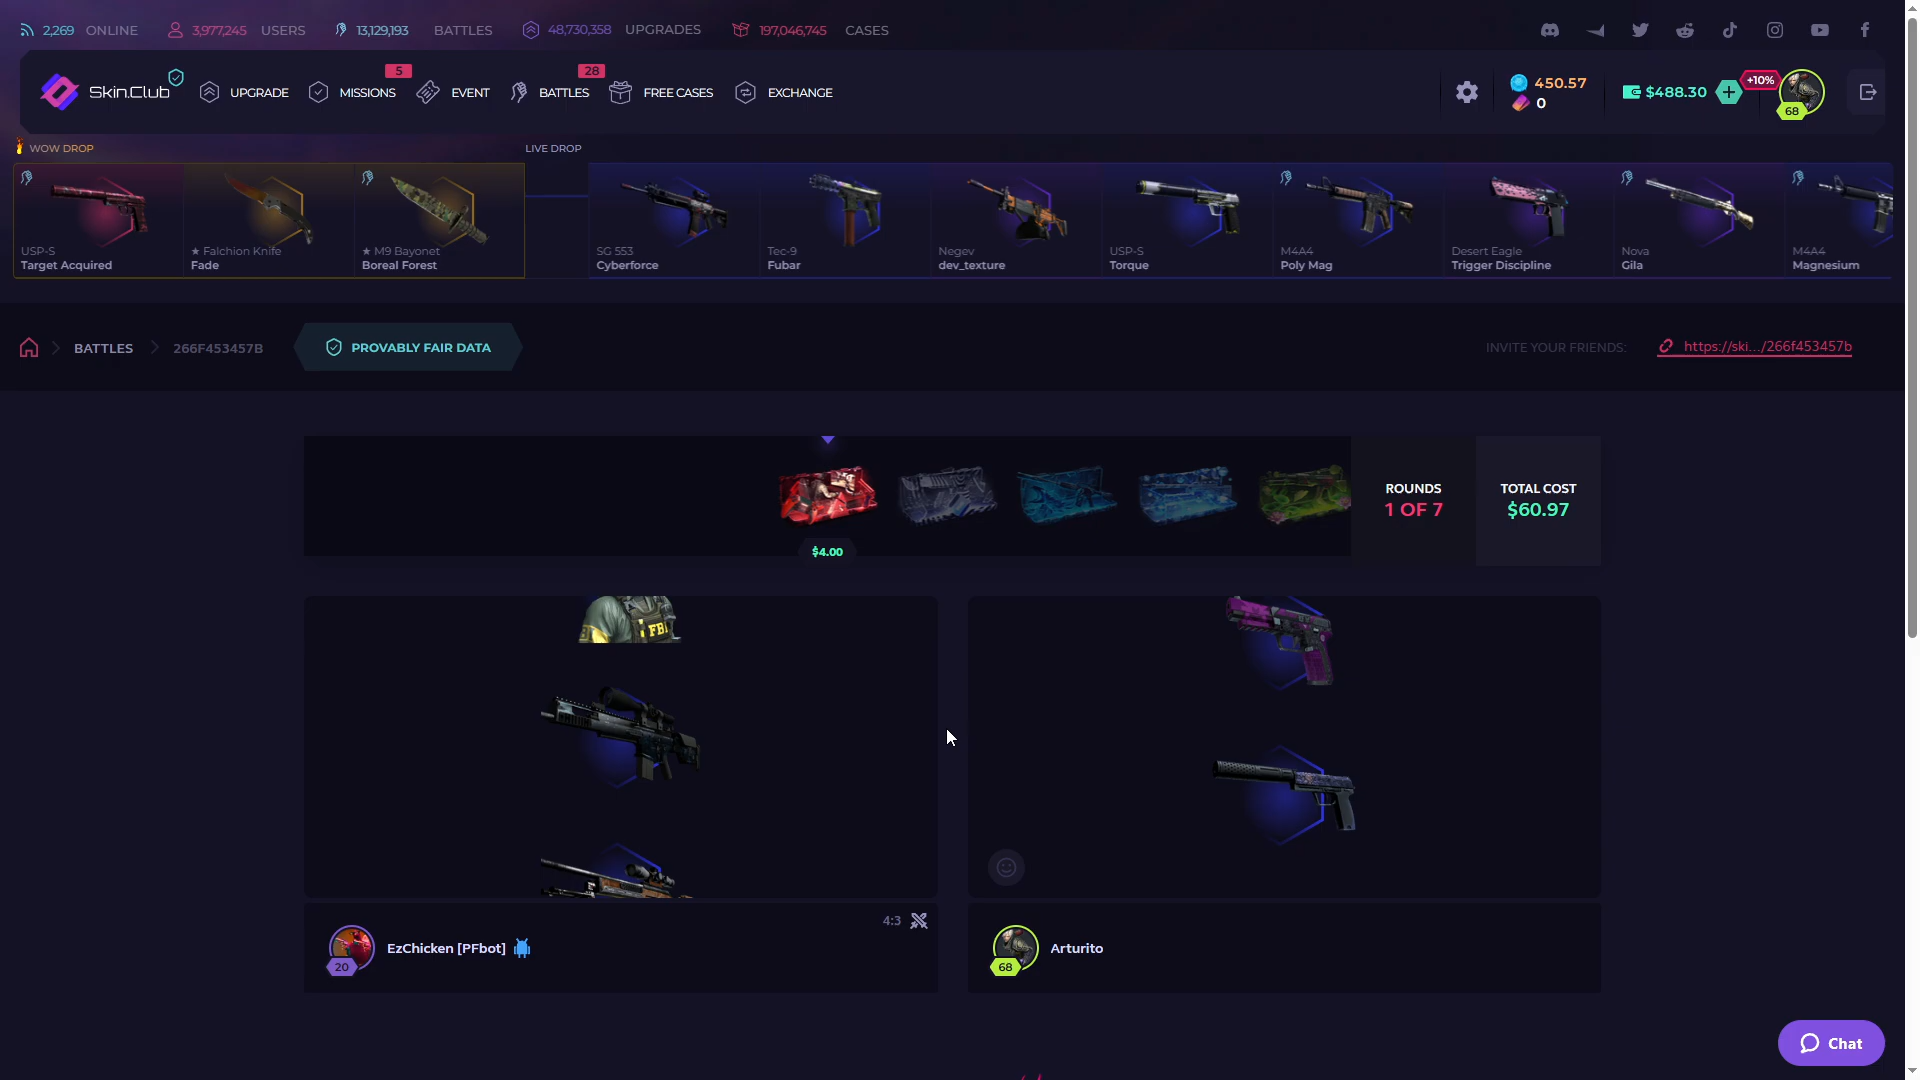 2,269 ONLINE 3,977,245 USERS 13,129,193 BATTLES 48,730,358 UPGRADES 197,046,745 CASES
5 28
Skin.Club UPGRADE MISSIONS EVENT BATTLES FREE CASES EXCHANGE 450.57 0 $488.30 + +10% 68
WOW DROP LIVE DROP
USP-S ★ Falchion Knife ★ M9 Bayonet SG 553 Tec-9 Negev USP-S M4A4 Desert Eagle Nova M4A4
Target Acquired Fade Boreal Forest Cyberforce Fubar dev_texture Torque Poly Mag Trigger Discipline Gila Magnesium
BATTLES 266F453457B PROVABLY FAIR DATA INVITE YOUR FRIENDS: https://ski.../266f453457b
ROUNDS TOTAL COST
1 OF 7 $60.97
$4.00
FBI
4:3
EzChicken [PFbot] Arturito
20 68
Chat